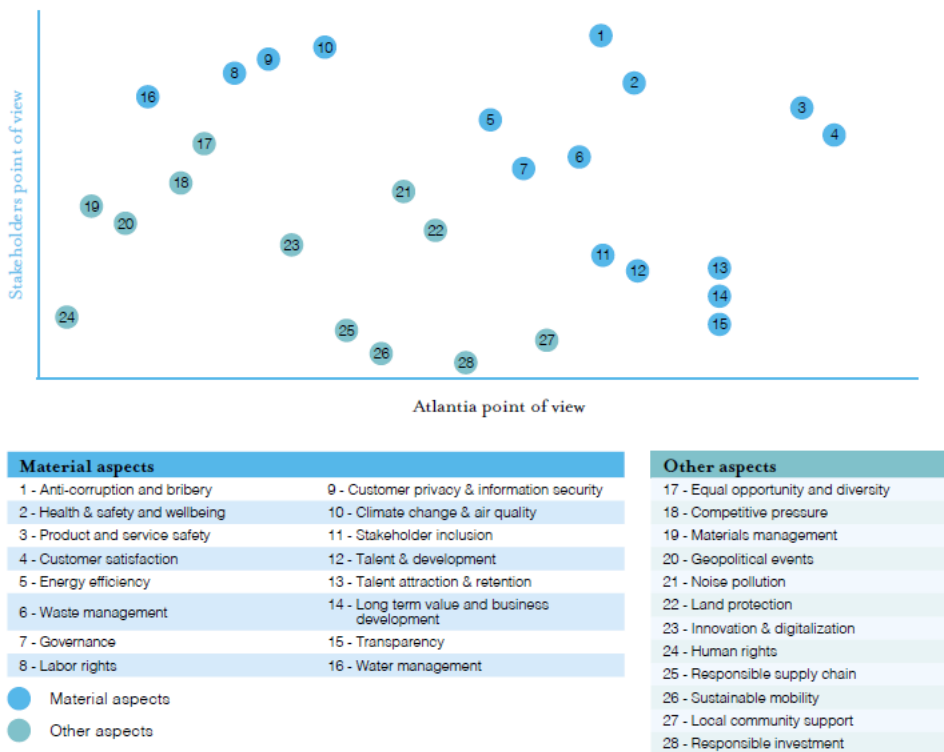 1
10
9
2
8
16
3
5
4
17
6
7
18
21
19
20
22
23
11
13
12
14
24
15
25
27
26
28
Stakeholders point of view
Atlantia point of view
Material aspects
1 - Anti-corruption and bribery
2 - Health & safety and wellbeing
3 - Product and service safety
4 - Customer satisfaction
5 - Energy efficiency
6 - Waste management
7 - Governance
8 - Labor rights
9 - Customer privacy & information security
10 - Climate change & air quality
11 - Stakeholder inclusion
12 - Talent & development
13 - Talent attraction & retention
14 - Long term value and business
development
15 - Transparency
16 - Water management
Material aspects
Other aspects
Other aspects
17 - Equal opportunity and diversity
18 - Competitive pressure
19 - Materials management
20 - Geopolitical events
21 - Noise pollution
22 - Land protection
23 - Innovation & digitalization
24 - Human rights
25 - Responsible supply chain
26 - Sustainable mobility
27 - Local community support
28 - Responsible investment